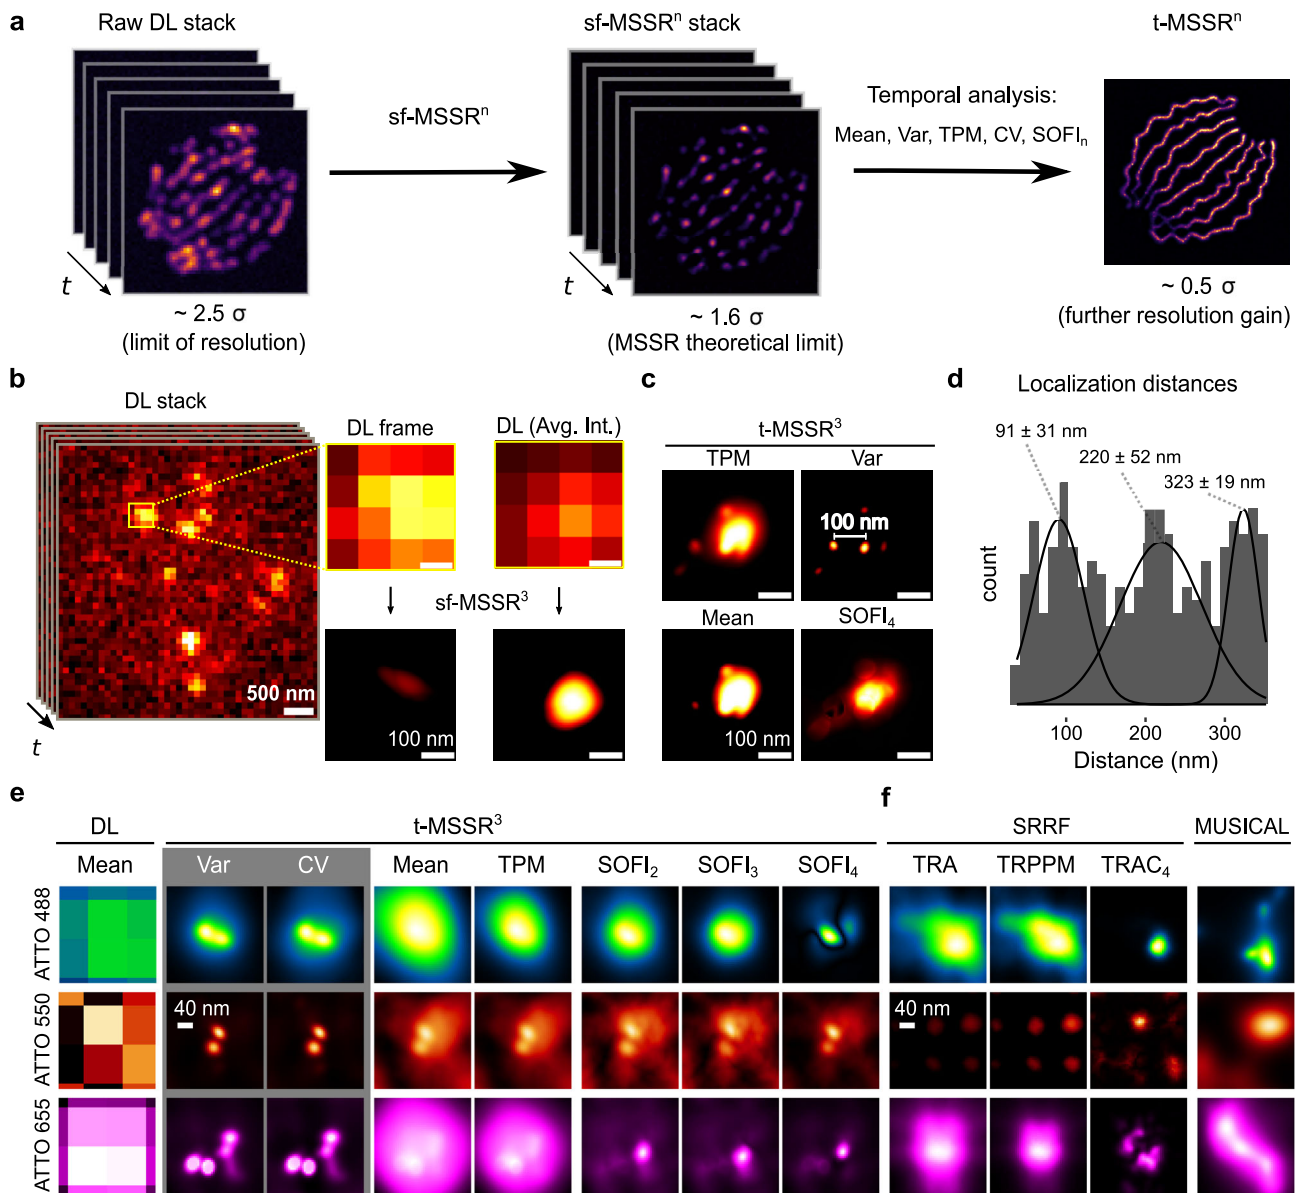 a
Raw DL stack
sf-MSSRⁿ stack
t-MSSRⁿ
sf-MSSRⁿ
Temporal analysis:
Mean, Var, TPM, CV, SOFIₙ
t
t
~ 2.5 σ
(limit of resolution)
~ 1.6 σ
(MSSR theoretical limit)
~ 0.5 σ
(further resolution gain)
b
DL stack
DL frame
DL (Avg. Int.)
sf-MSSR³
500 nm
100 nm
t
c
t-MSSR³
TPM
Var
100 nm
Mean
SOFI₄
100 nm
d
Localization distances
91 ± 31 nm
220 ± 52 nm
323 ± 19 nm
count
100
200
300
Distance (nm)
e
DL
t-MSSR³
Mean
Var
CV
Mean
TPM
SOFI₂
SOFI₃
SOFI₄
ATTO 488
ATTO 550
40 nm
ATTO 655
f
SRRF
MUSICAL
TRA
TRPPM
TRAC₄
40 nm